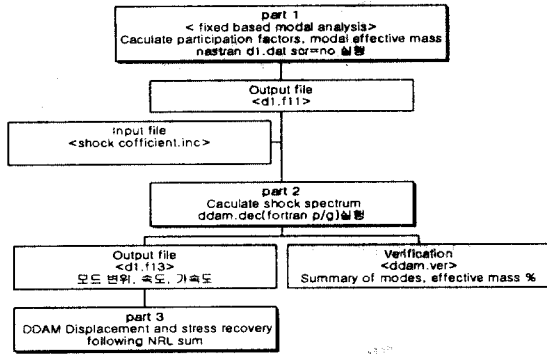 part 1
< fixed based modal analysis>
Caculate participation factors, modal effective mass
nastran d1.dat scr=no 실행
Output file
<d1.f11>
Input file
<shock cofficient.inc>
part 2
Caculate shock spectrum
ddam.dec(fortran p/g)실행
Output file
<d1.f13>
모드 변위, 속도, 가속도
Verification
<ddam.ver>
Summary of modes, effective mass %
part 3
DDAM Displacement and stress recovery
following NRL sum